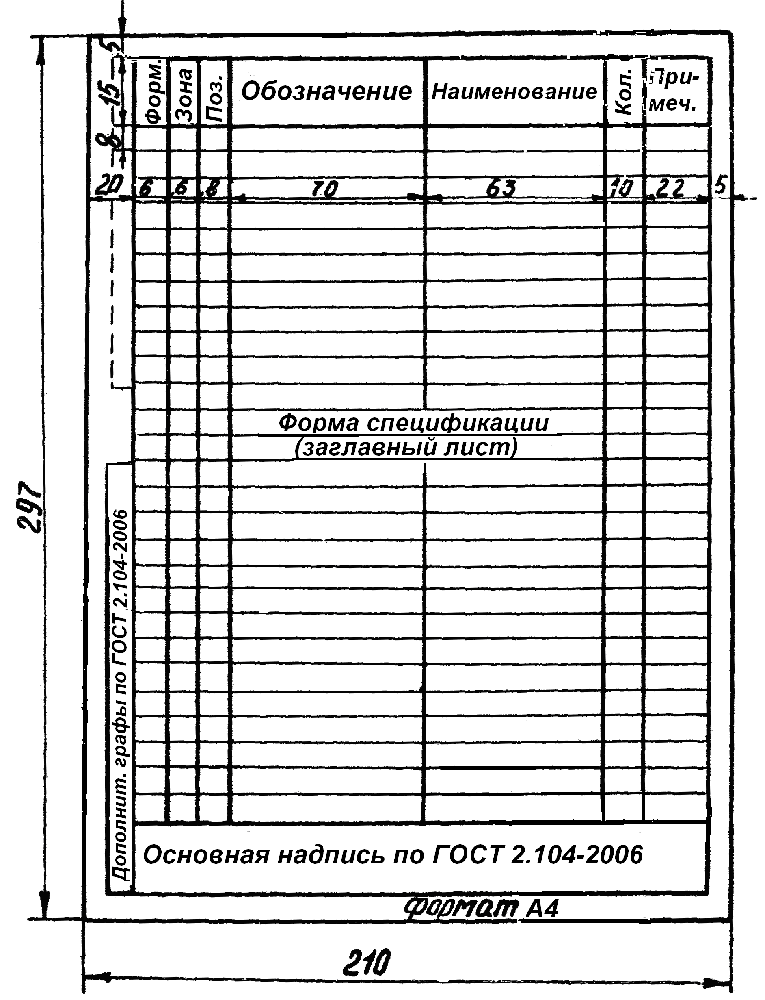 5
15
8
Форм.
Зона
Поз.
Обозначение
Наименование
Кол.
При-
меч.
20 6 6 8 70 63 10 22 5
Форма спецификации
(заглавный лист)
297
Дополнит. графы по ГОСТ 2.104-2006
Основная надпись по ГОСТ 2.104-2006
формат А4
210